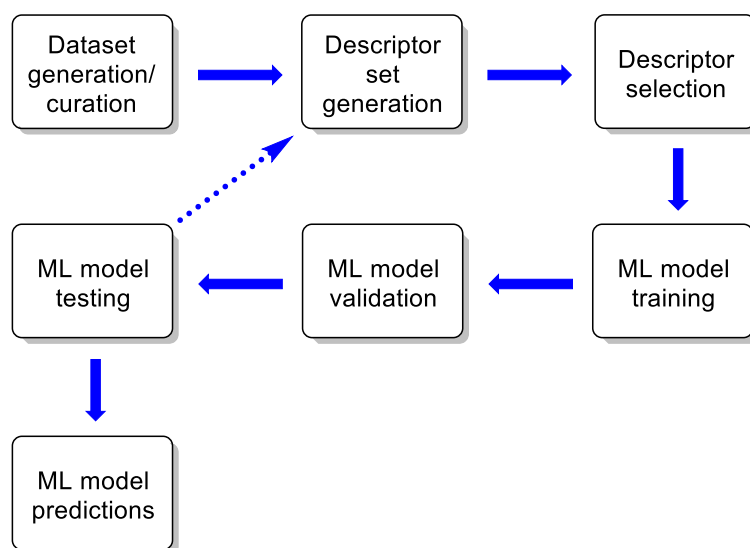 Dataset
generation/
curation
Descriptor
set
generation
Descriptor
selection
ML model
testing
ML model
validation
ML model
training
ML model
predictions